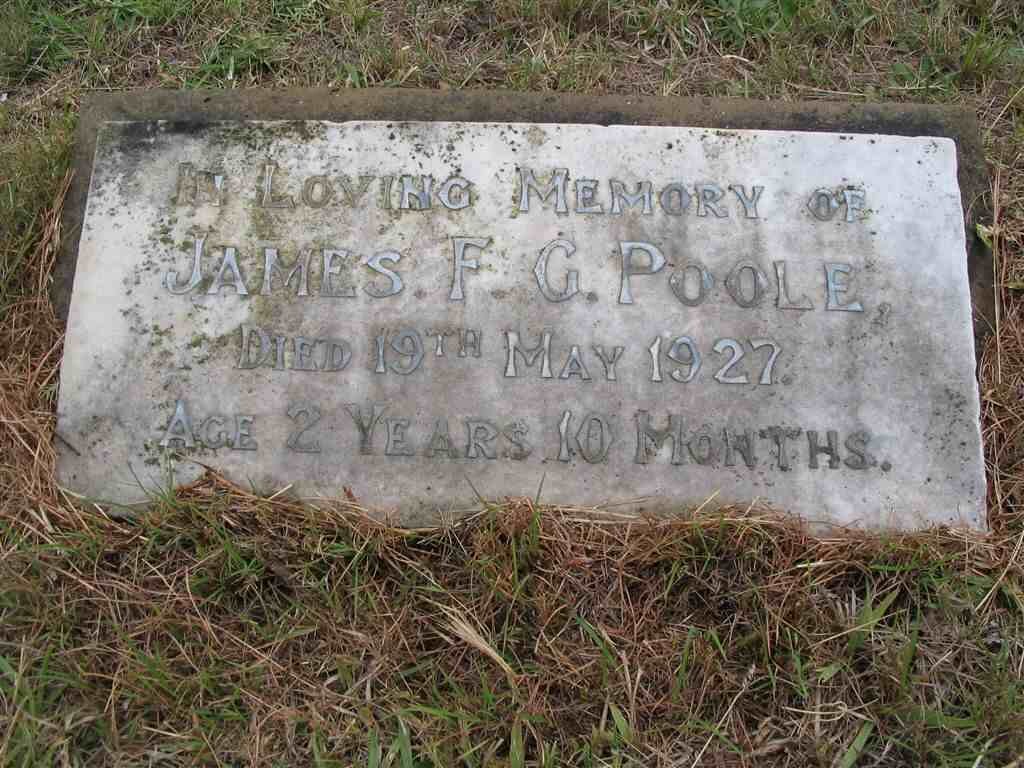 In Loving Memory of
James F. G. Poole,
Died 19th May 1927.
Age 2 Years 10 Months.